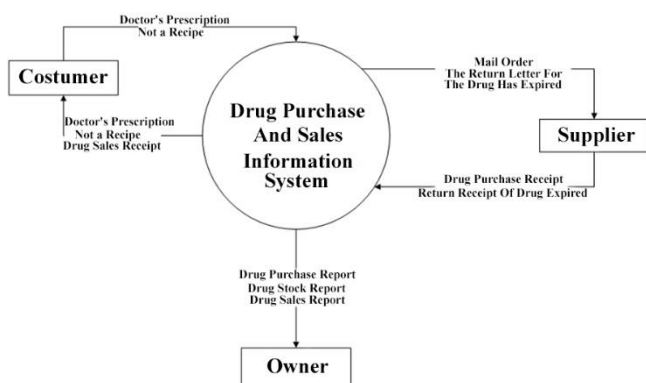 Doctor's Prescription
Not a Recipe
Costumer
Doctor's Prescription
Not a Recipe
Drug Sales Receipt
Drug Purchase
And Sales
Information
System
Mail Order
The Return Letter For
The Drug Has Expired
Supplier
Drug Purchase Receipt
Return Receipt Of Drug Expired
Drug Purchase Report
Drug Stock Report
Drug Sales Report
Owner